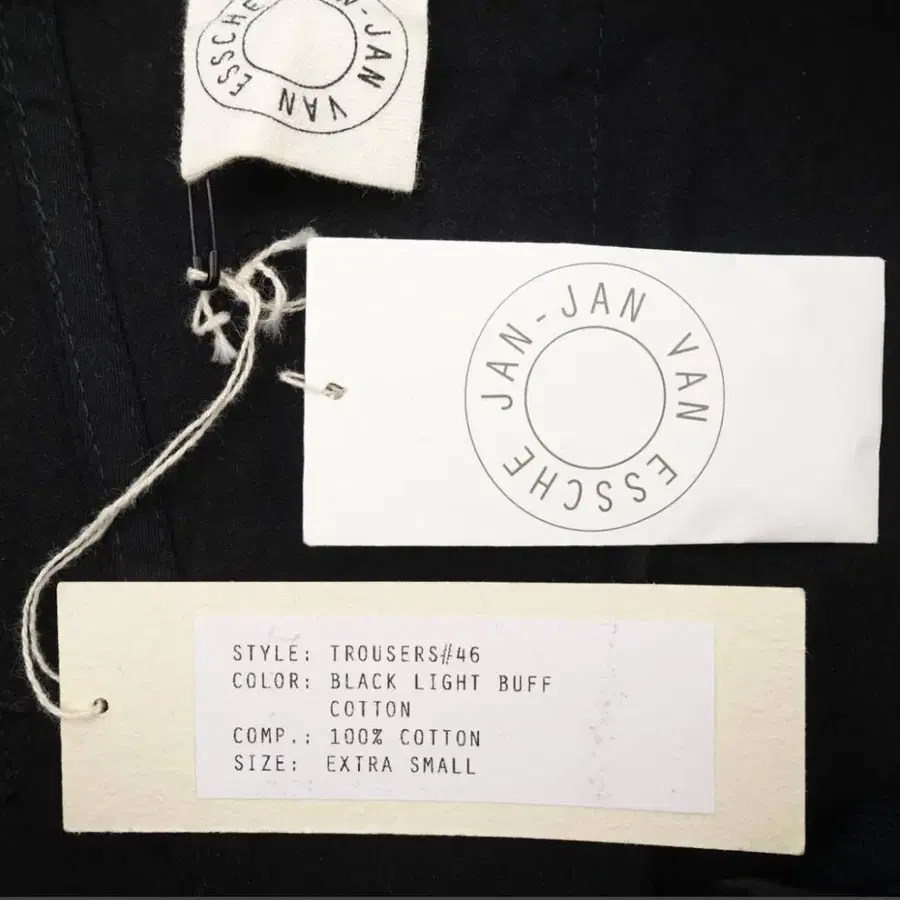 JAN-JAN VAN ESSCHE
JAN-JAN VAN ESSCHE
STYLE: TROUSERS#46
COLOR: BLACK LIGHT BUFF
COTTON
COMP.: 100% COTTON
SIZE: EXTRA SMALL